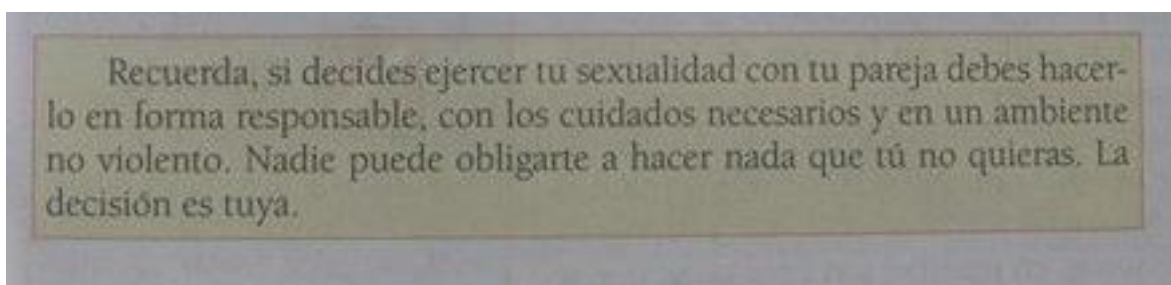 Recuerda, si decides ejercer tu sexualidad con tu pareja debes hacer-
lo en forma responsable, con los cuidados necesarios y en un ambiente
no violento. Nadie puede obligarte a hacer nada que tú no quieras. La
decisión es tuya.